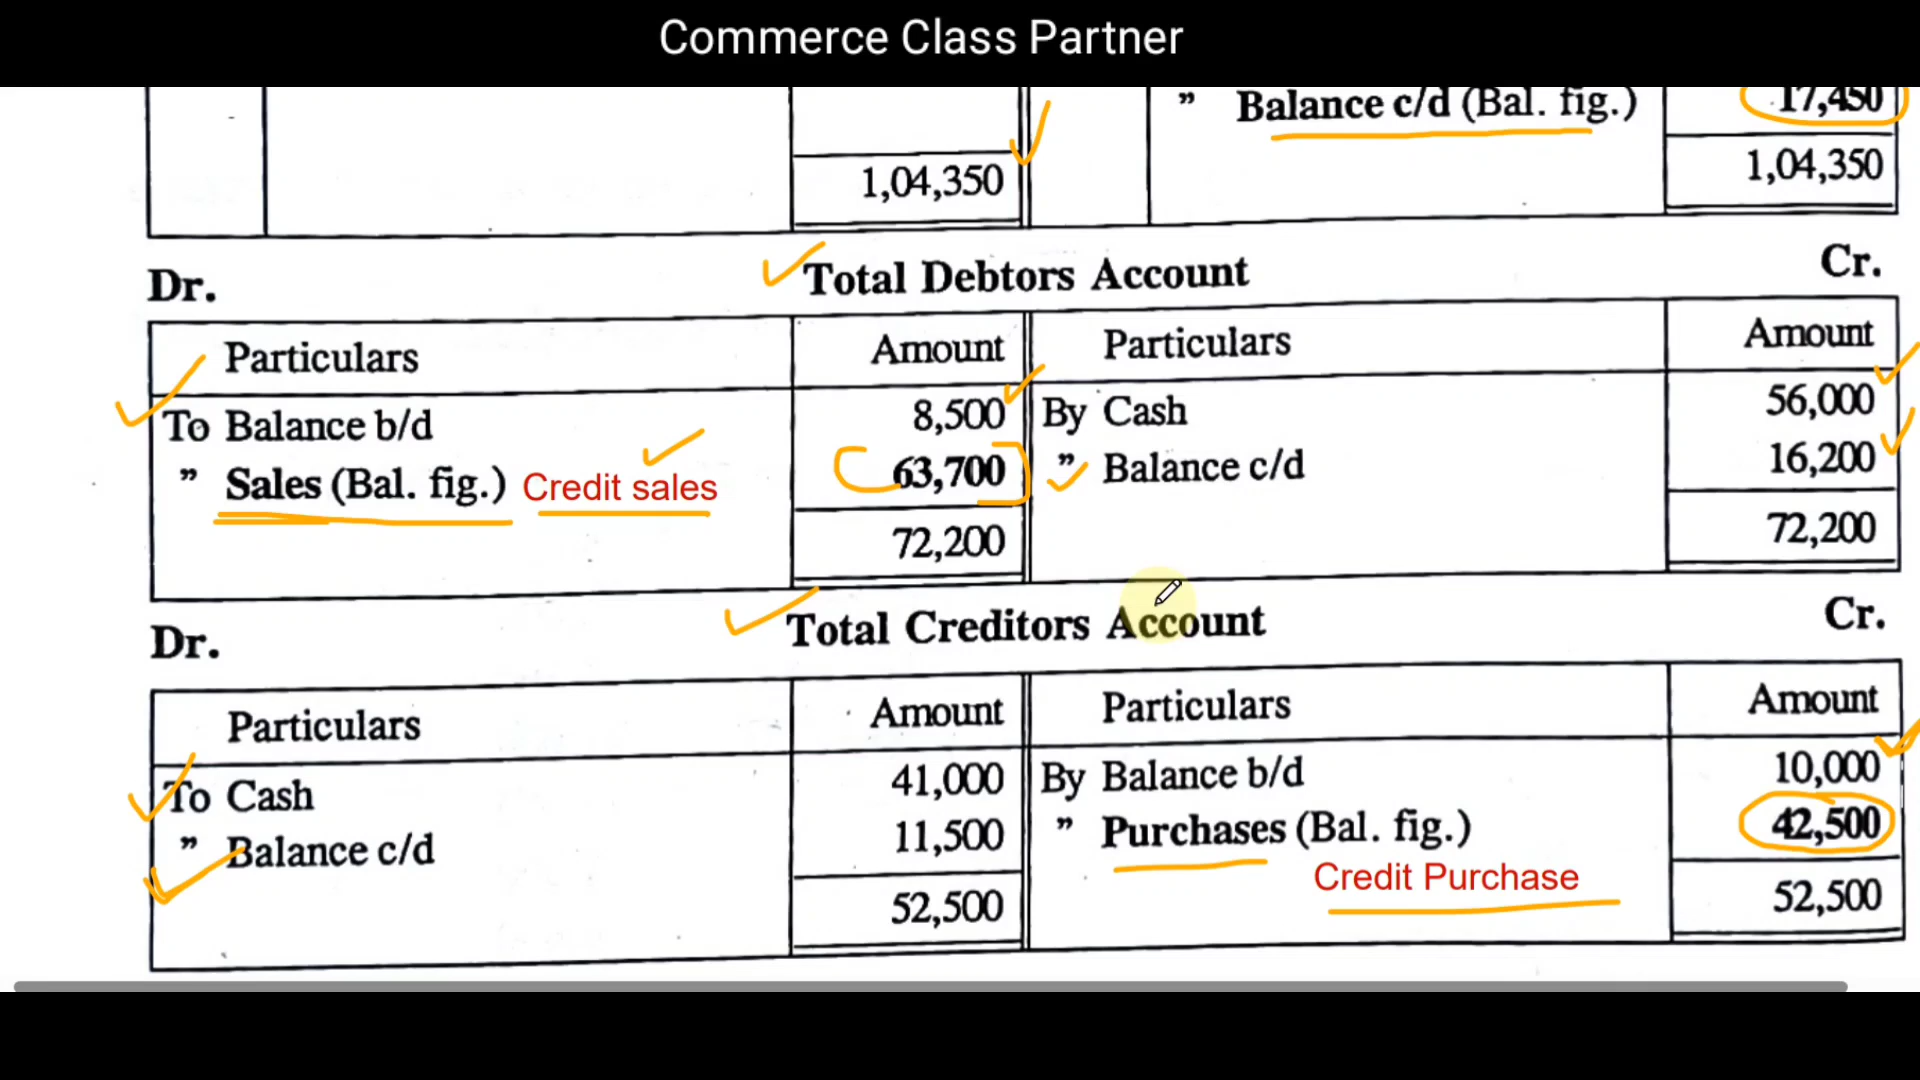 Commerce Class Partner
” Balance c/d (Bal. fig.) 17,450
1,04,350 1,04,350
Dr. Total Debtors Account Cr.
Particulars Amount Particulars Amount
To Balance b/d 8,500 By Cash 56,000
” Sales (Bal. fig.) Credit sales 63,700 ” Balance c/d 16,200
72,200 72,200
Dr. Total Creditors Account Cr.
Particulars Amount Particulars Amount
To Cash 41,000 By Balance b/d 10,000
” Balance c/d 11,500 ” Purchases (Bal. fig.) 42,500
Credit Purchase
52,500 52,500